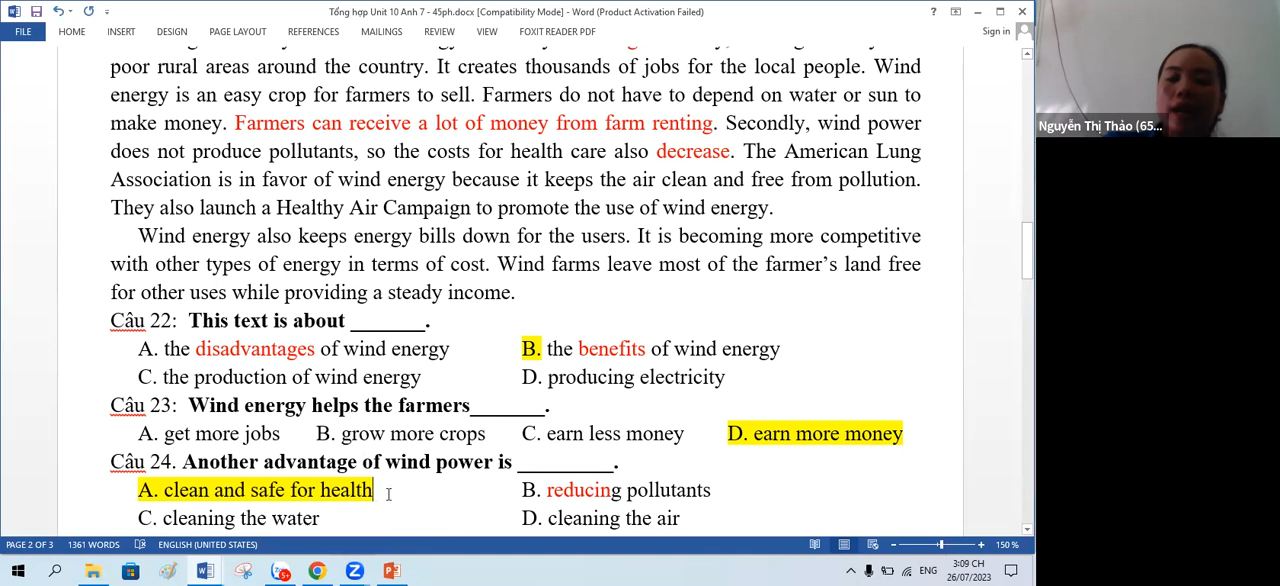 Tổng hợp Unit 10 Anh 7 - 45ph.docx [Compatibility Mode] - Word (Product Activation Failed)
FILE HOME INSERT DESIGN PAGE LAYOUT REFERENCES MAILINGS REVIEW VIEW FOXIT READER PDF Sign in
poor rural areas around the country. It creates thousands of jobs for the local people. Wind
energy is an easy crop for farmers to sell. Farmers do not have to depend on water or sun to
make money. Farmers can receive a lot of money from farm renting. Secondly, wind power
does not produce pollutants, so the costs for health care also decrease. The American Lung
Association is in favor of wind energy because it keeps the air clean and free from pollution.
They also launch a Healthy Air Campaign to promote the use of wind energy.
Wind energy also keeps energy bills down for the users. It is becoming more competitive
with other types of energy in terms of cost. Wind farms leave most of the farmer's land free
for other uses while providing a steady income.
Câu 22: This text is about _______.
A. the disadvantages of wind energy B. the benefits of wind energy
C. the production of wind energy D. producing electricity
Câu 23: Wind energy helps the farmers_______.
A. get more jobs B. grow more crops C. earn less money D. earn more money
Câu 24. Another advantage of wind power is _________.
A. clean and safe for health B. reducing pollutants
C. cleaning the water D. cleaning the air
PAGE 2 OF 3 1361 WORDS ENGLISH (UNITED STATES) 150 %
ENG 3:09 CH
26/07/2023
Nguyễn Thị Thảo (65...